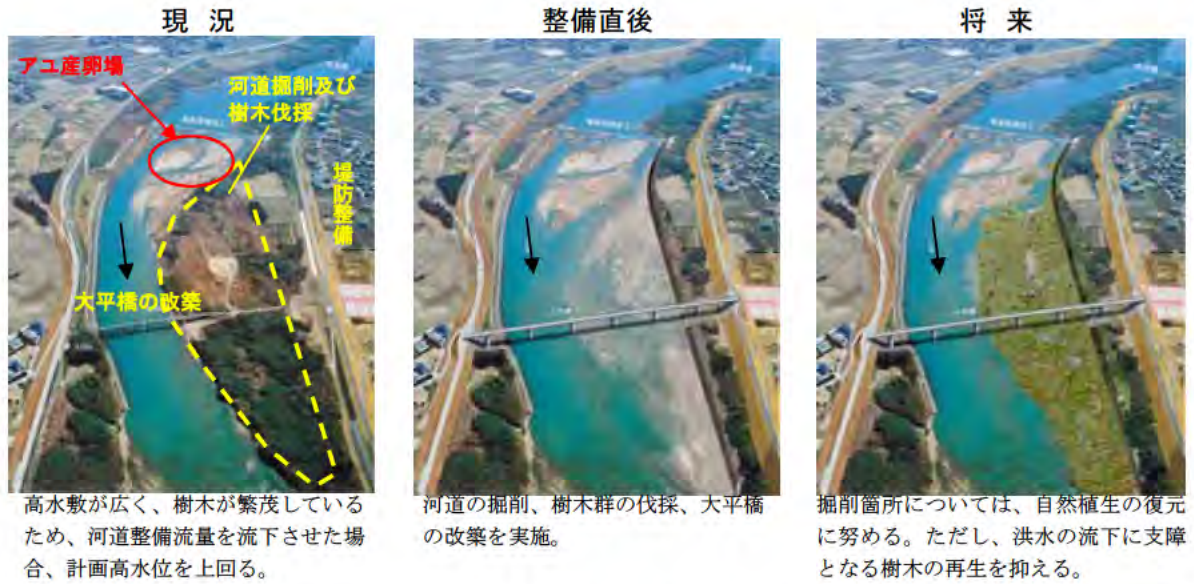 現 況
アユ産卵場
河道掘削及び
樹木伐採
堤防整備
大平橋の改築
高水敷が広く、樹木が繁茂している
ため、河道整備流量を流下させた場
合、計画高水位を上回る。
整備直後
河道の掘削、樹木群の伐採、大平橋
の改築を実施。
将 来
掘削箇所については、自然植生の復元
に努める。ただし、洪水の流下に支障
となる樹木の再生を抑える。